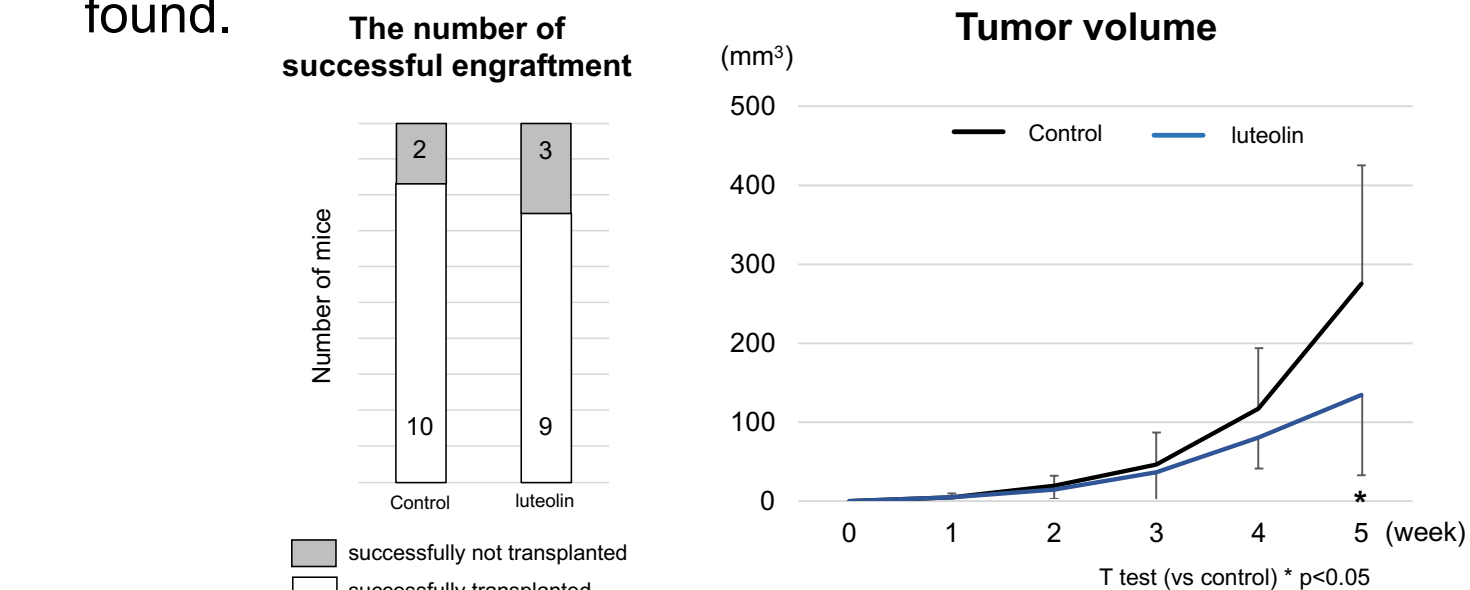 found.
The number of
successful engraftment
Number of mice
2
3
10
9
Control
luteolin
successfully not transplanted
successfully transplanted
Tumor volume
(mm³)
500
400
300
200
100
0
Control
luteolin
*
0 1 2 3 4 5 (week)
T test (vs control) * p<0.05